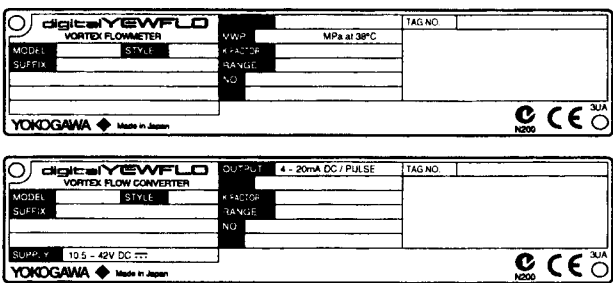 digitalYEWFLO
VORTEX FLOWMETER
MODEL STYLE
SUFFIX
MWP MPa at 38°C
K-FACTOR
RANGE
NO.
TAG NO.
YOKOGAWA Made in Japan
N200
CE
3UA
digitalYEWFLO
VORTEX FLOW CONVERTER
MODEL STYLE
SUFFIX
SUPPLY 10.5 - 42V DC
OUTPUT 4 - 20mA DC / PULSE
K-FACTOR
RANGE
NO.
TAG NO.
YOKOGAWA Made in Japan
N200
CE
3UA